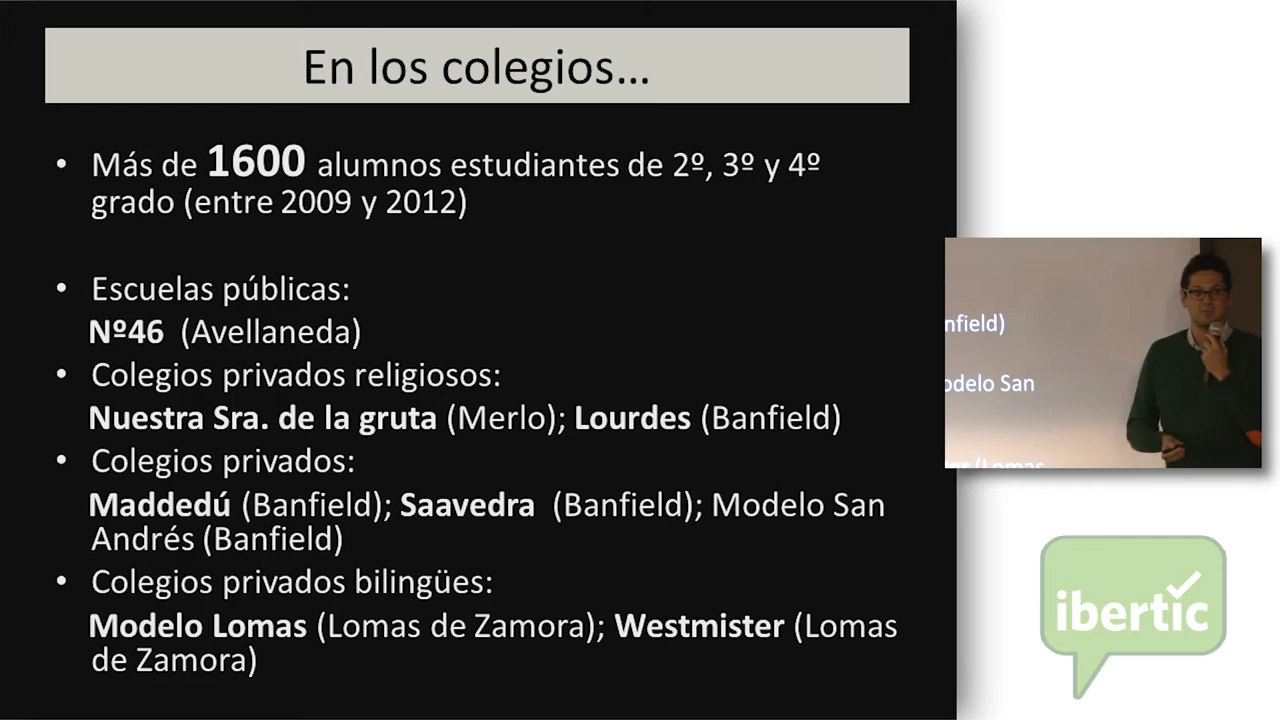 En los colegios...
• Más de 1600 alumnos estudiantes de 2º, 3º y 4º
grado (entre 2009 y 2012)
• Escuelas públicas:
Nº46 (Avellaneda)
• Colegios privados religiosos:
Nuestra Sra. de la gruta (Merlo); Lourdes (Banfield)
• Colegios privados:
Maddedú (Banfield); Saavedra (Banfield); Modelo San
Andrés (Banfield)
• Colegios privados bilingües:
Modelo Lomas (Lomas de Zamora); Westmister (Lomas
de Zamora)
nfield)
odelo San
(Lomas
ibertic